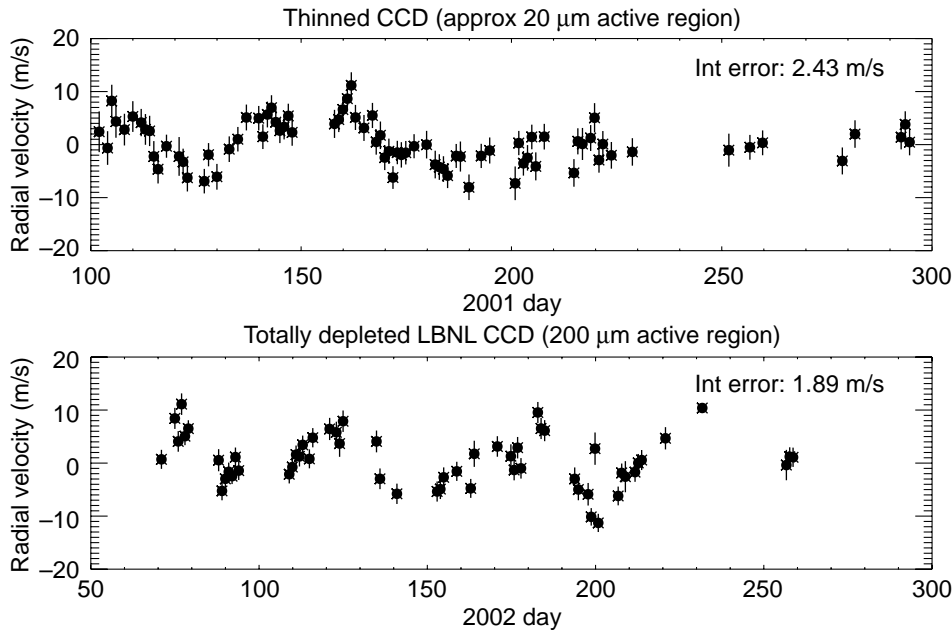 Thinned CCD (approx 20 μm active region)
Radial velocity (m/s)
20
10
0
–10
–20
Int error: 2.43 m/s
100 150 200 250 300
2001 day
Totally depleted LBNL CCD (200 μm active region)
Radial velocity (m/s)
20
10
0
–10
–20
Int error: 1.89 m/s
50 100 150 200 250 300
2002 day